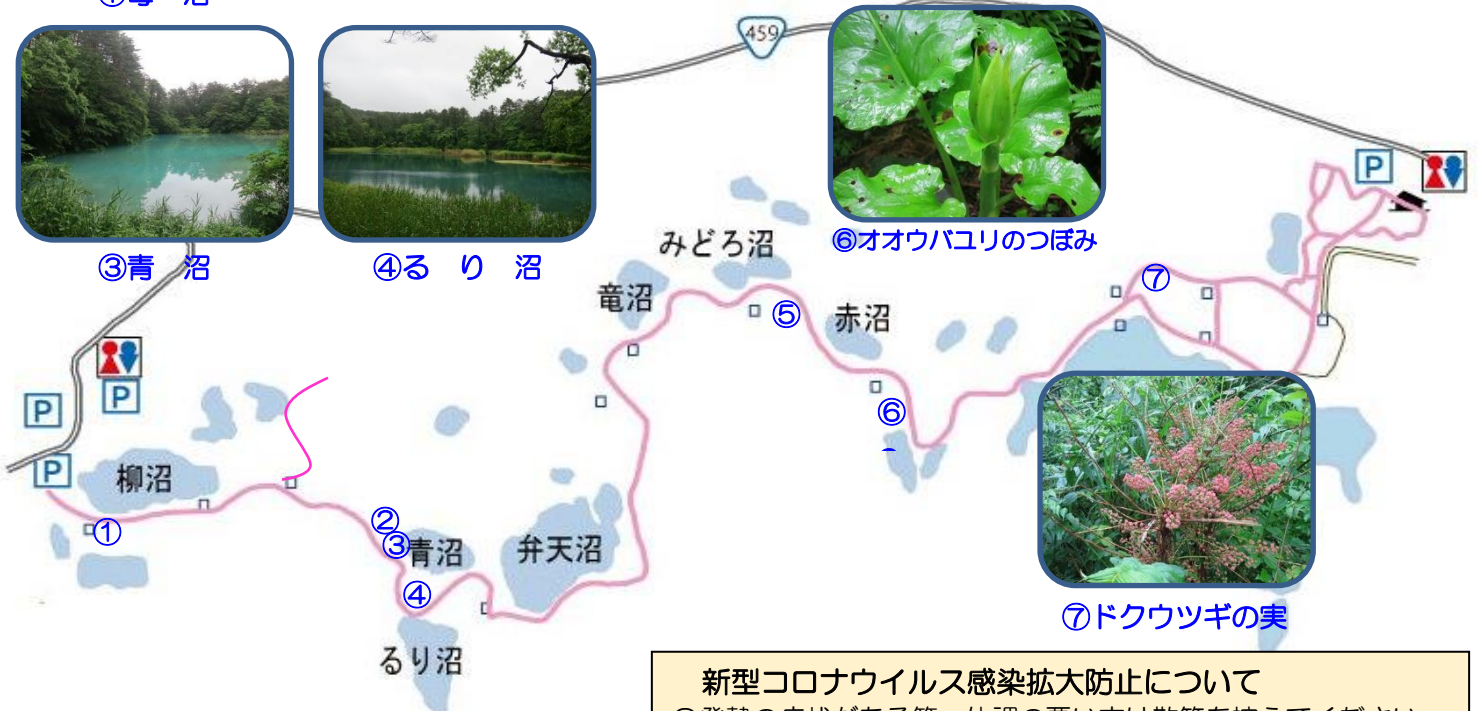 沼
459
③青　沼
④る　り　沼
⑥オオウバユリのつぼみ
P
みどろ沼
竜沼
⑤
赤沼
⑦
P
P
⑥
P
柳沼
①
②
③
青沼
弁天沼
④
るり沼
⑦ドクウツギの実
新型コロナウイルス感染拡大防止について